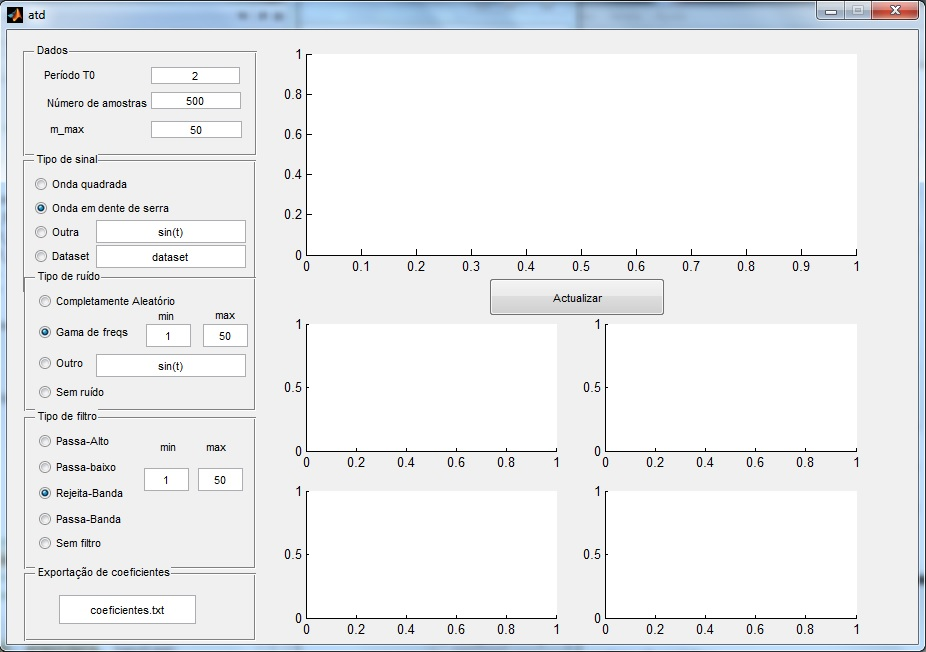 atd
Dados
Período T0 2
Número de amostras 500
m_max 50
Tipo de sinal
Onda quadrada
Onda em dente de serra
Outra sin(t)
Dataset dataset
Tipo de ruído
Completamente Aleatório
min max
Gama de freqs 1 50
Outro sin(t)
Sem ruído
Tipo de filtro
Passa-Alto
min max
Passa-baixo
1 50
Rejeita-Banda
Passa-Banda
Sem filtro
Exportação de coeficientes
coeficientes.txt
1
0.8
0.6
0.4
0.2
0
0 0.1 0.2 0.3 0.4 0.5 0.6 0.7 0.8 0.9 1
Actualizar
1
0.5
0
0 0.2 0.4 0.6 0.8 1
1
0.5
0
0 0.2 0.4 0.6 0.8 1
1
0.5
0
0 0.2 0.4 0.6 0.8 1
1
0.5
0
0 0.2 0.4 0.6 0.8 1